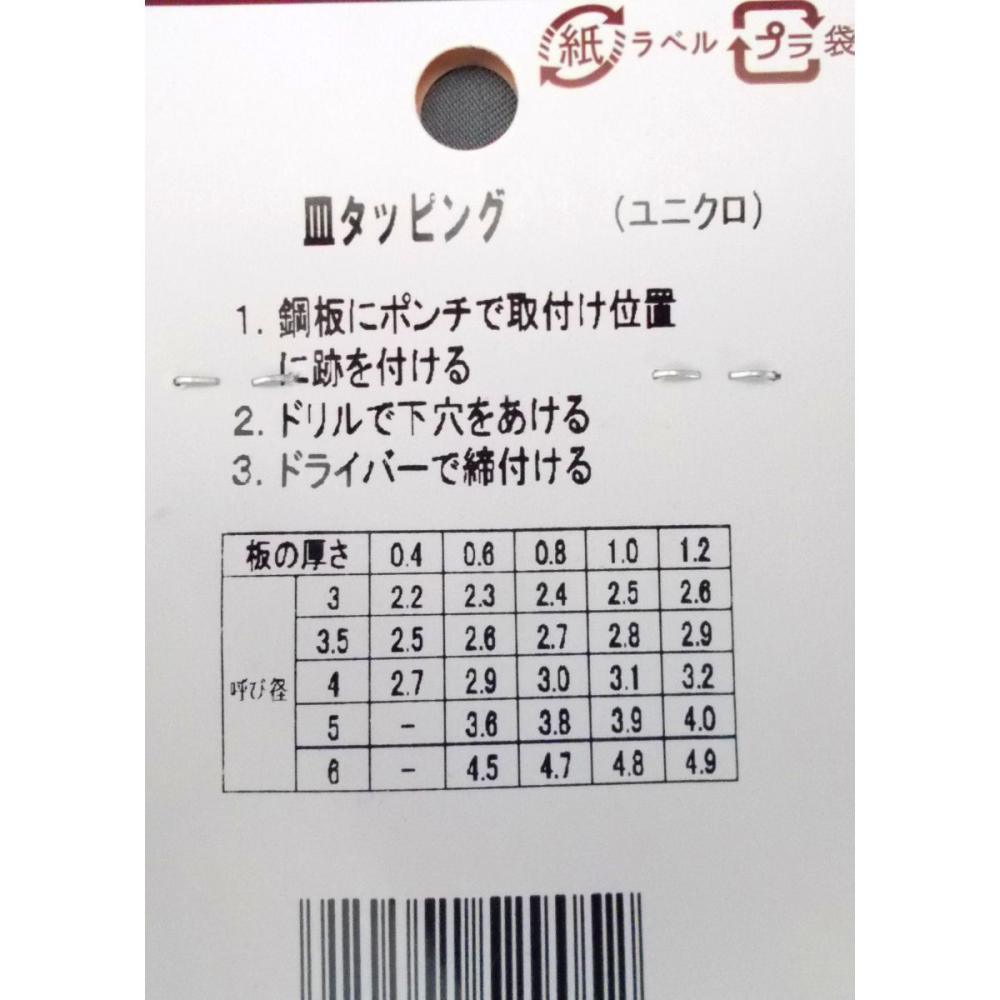 紙 ラベル プラ 袋
皿タッピング (ユニクロ)
1. 鋼板にポンチで取付け位置
に跡を付ける
2. ドリルで下穴をあける
3. ドライバーで締付ける
板の厚さ 0.4 0.6 0.8 1.0 1.2
3 2.2 2.3 2.4 2.5 2.6
3.5 2.5 2.6 2.7 2.8 2.9
呼び径 4 2.7 2.9 3.0 3.1 3.2
5 - 3.6 3.8 3.9 4.0
6 - 4.5 4.7 4.8 4.9